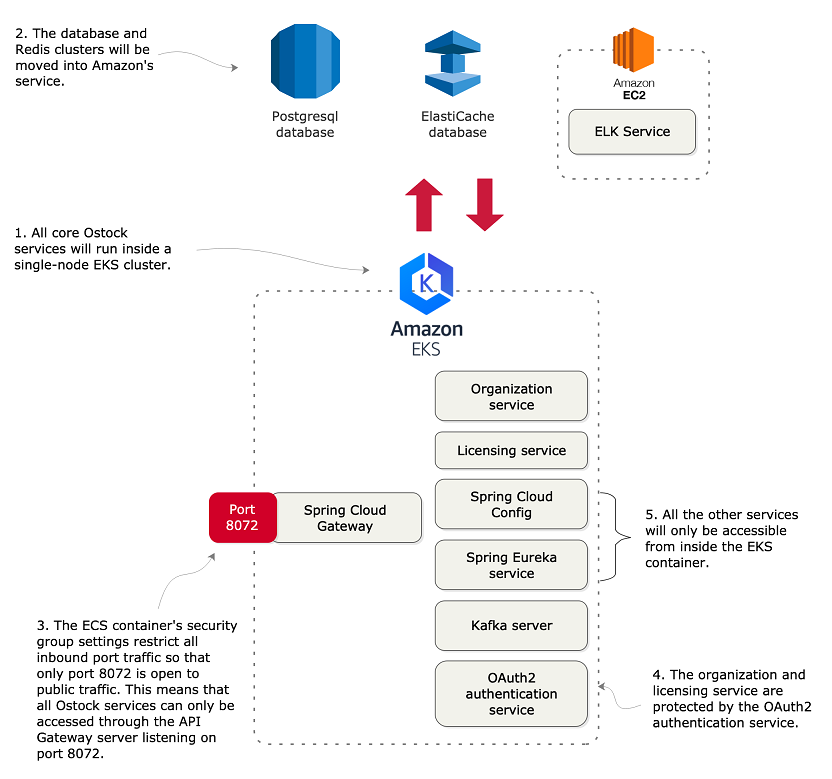 2. The database and
Redis clusters will be
moved into Amazon's
service.
Postgresql
database
ElastiCache
database
Amazon
EC2
ELK Service
1. All core Ostock
services will run inside a
single-node EKS cluster.
K
Amazon
EKS
Organization
service
Licensing service
Port
8072
Spring Cloud
Gateway
Spring Cloud
Config
Spring Eureka
service
Kafka server
OAuth2
authentication
service
5. All the other services
will only be accessible
from inside the EKS
container.
3. The ECS container's security
group settings restrict all
inbound port traffic so that
only port 8072 is open to
public traffic. This means that
all Ostock services can only be
accessed through the API
Gateway server listening on
port 8072.
4. The organization and
licensing service are
protected by the OAuth2
authentication service.